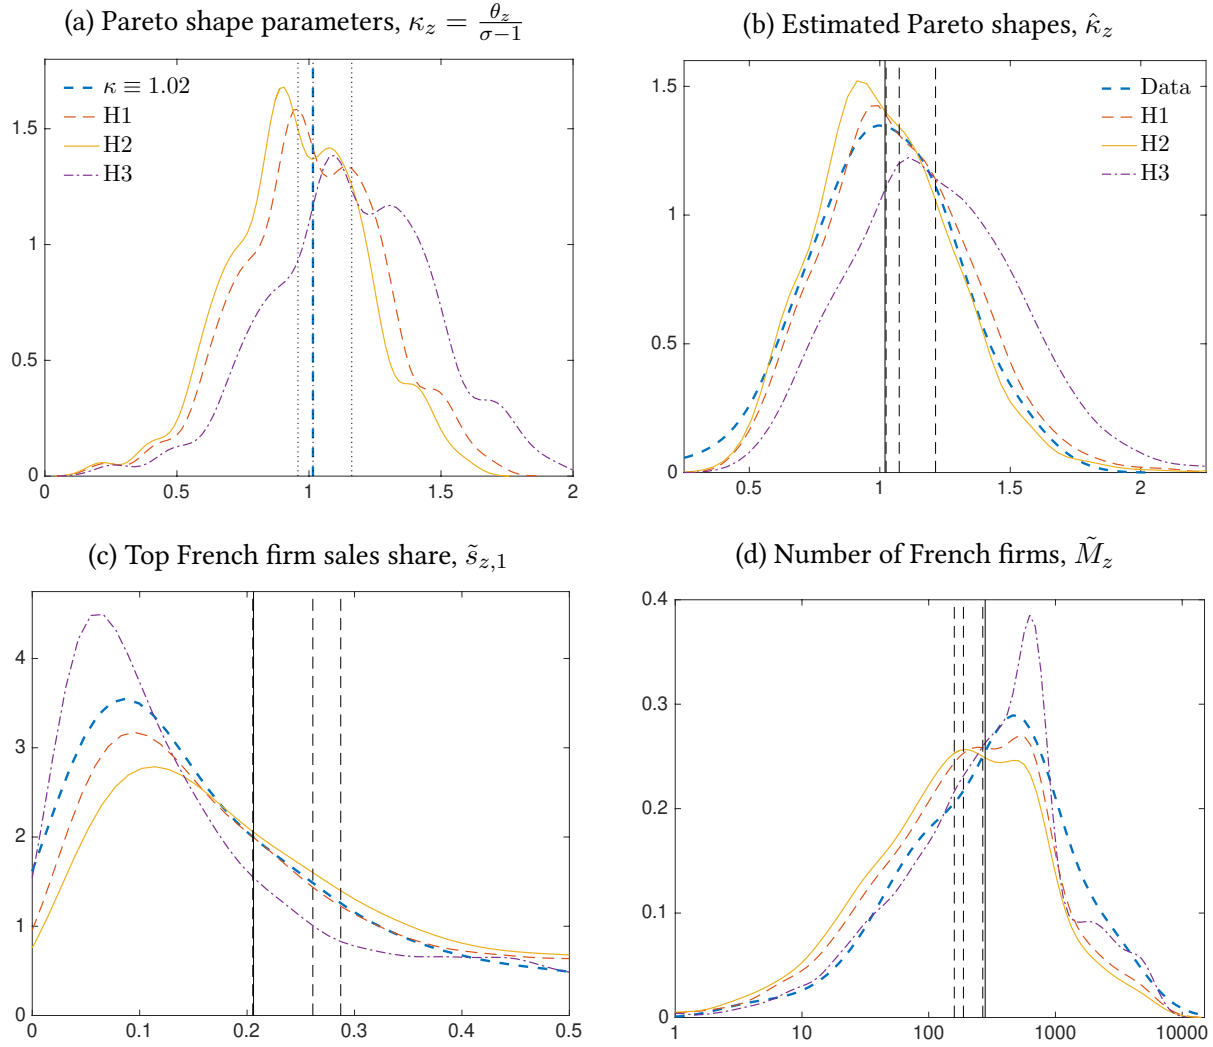 (a) Pareto shape parameters, κ_z = θ_z/(σ−1)
κ ≡ 1.02
H1
H2
H3
1.5
1
0.5
0
0 0.5 1 1.5 2
(b) Estimated Pareto shapes, κ̂_z
Data
H1
H2
H3
1.5
1
0.5
0
0.5 1 1.5 2
(c) Top French firm sales share, s̃_{z,1}
4
3
2
1
0
0 0.1 0.2 0.3 0.4 0.5
(d) Number of French firms, M̃_z
0.4
0.3
0.2
0.1
0
1 10 100 1000 10000